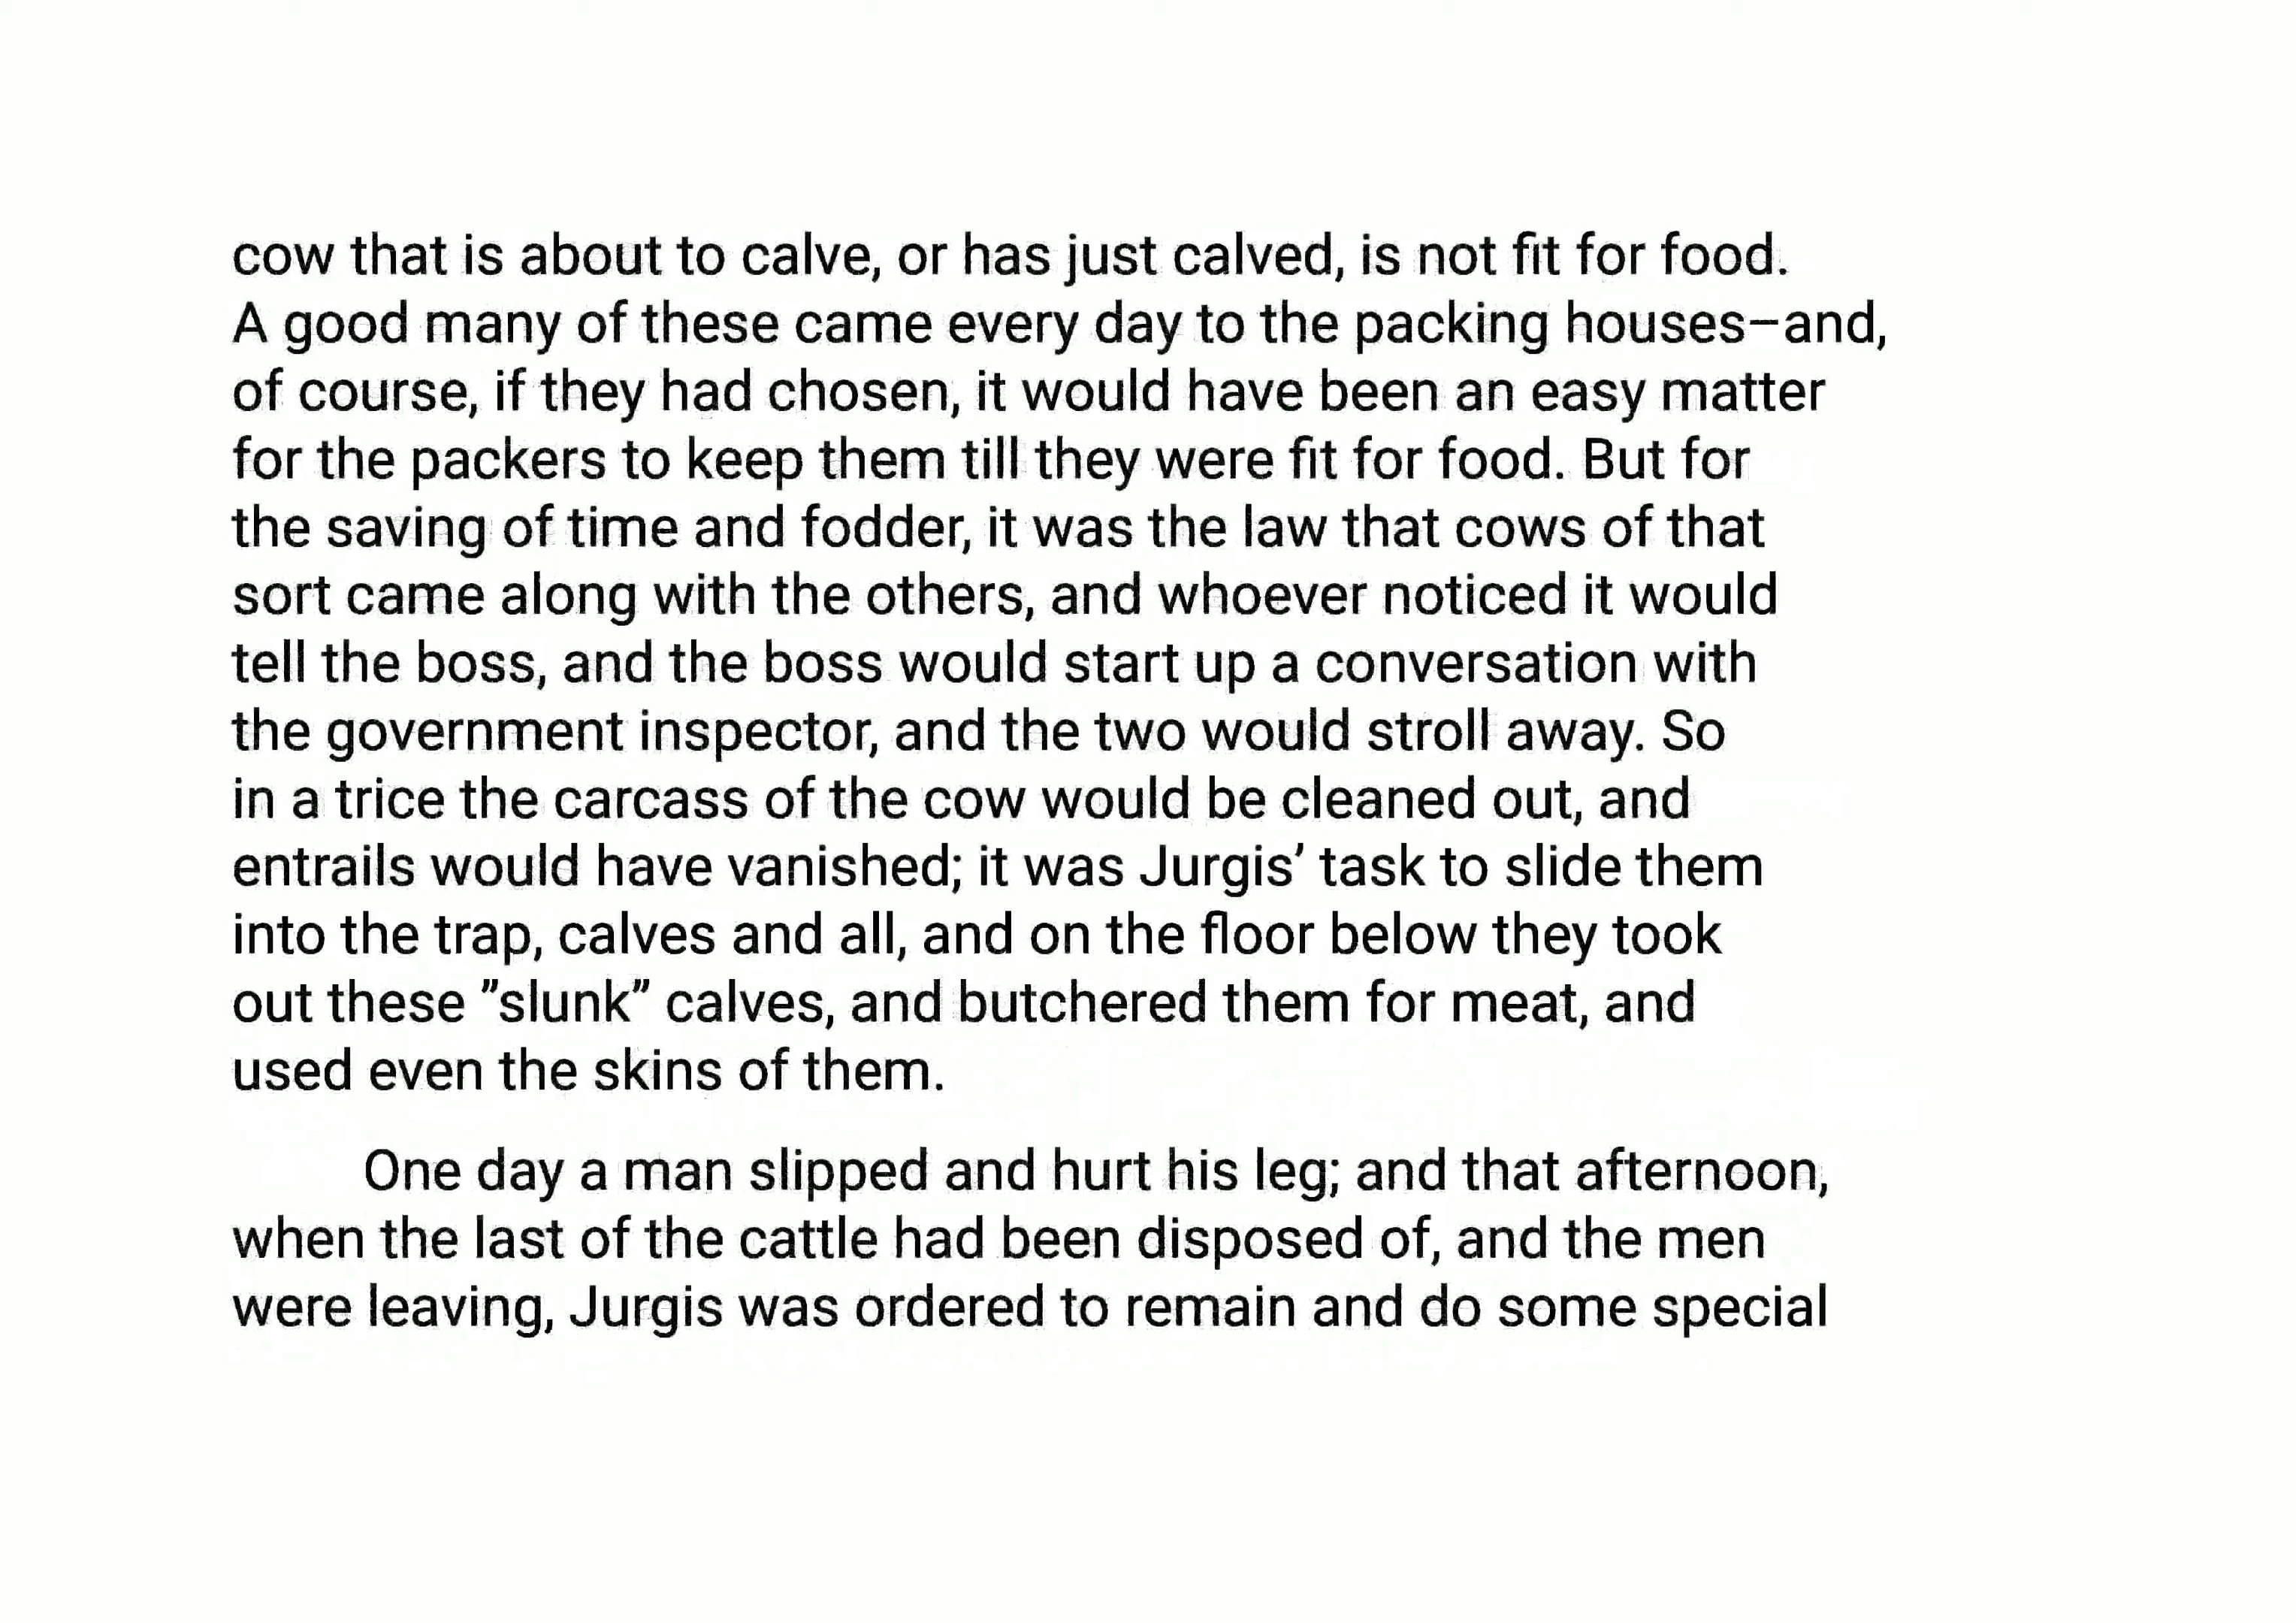 cow that is about to calve, or has just calved, is not fit for food.
A good many of these came every day to the packing houses–and,
of course, if they had chosen, it would have been an easy matter
for the packers to keep them till they were fit for food. But for
the saving of time and fodder, it was the law that cows of that
sort came along with the others, and whoever noticed it would
tell the boss, and the boss would start up a conversation with
the government inspector, and the two would stroll away. So
in a trice the carcass of the cow would be cleaned out, and
entrails would have vanished; it was Jurgis’ task to slide them
into the trap, calves and all, and on the floor below they took
out these ”slunk” calves, and butchered them for meat, and
used even the skins of them.
One day a man slipped and hurt his leg; and that afternoon,
when the last of the cattle had been disposed of, and the men
were leaving, Jurgis was ordered to remain and do some special